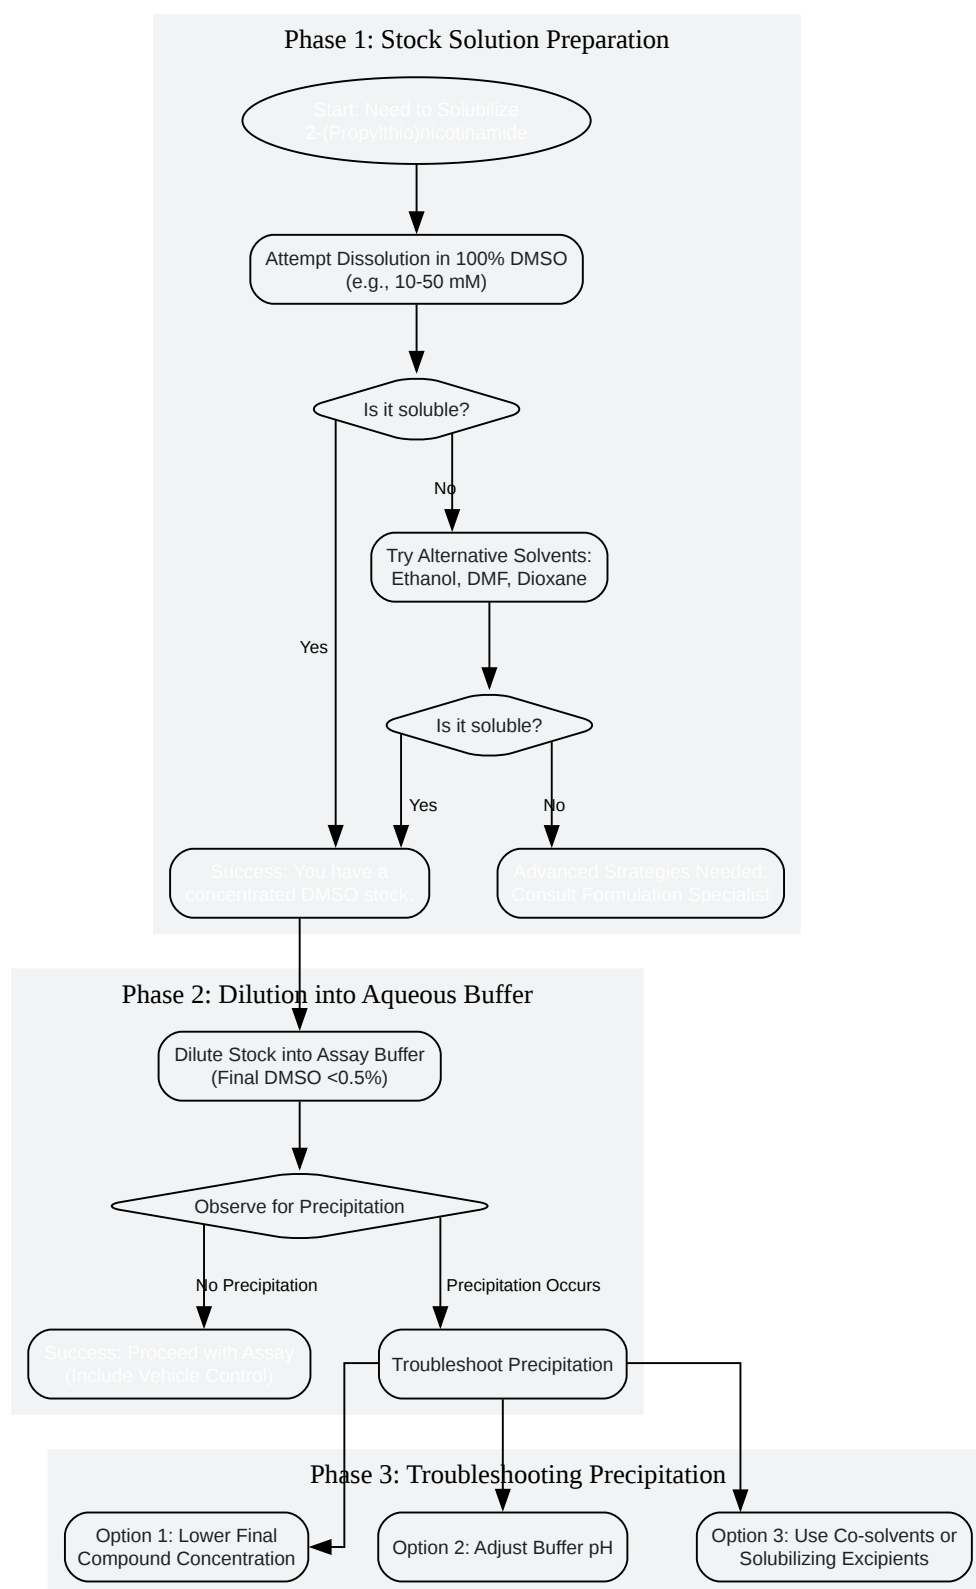 Phase 1: Stock Solution Preparation
Start: Need to Solubilize
2-(Propylthio)nicotinamide
Attempt Dissolution in 100% DMSO
(e.g., 10-50 mM)
Is it soluble?
No
Try Alternative Solvents:
Ethanol, DMF, Dioxane
Yes
Is it soluble?
Yes
No
Success: You have a
concentrated DMSO stock.
Advanced Strategies Needed:
Consult Formulation Specialist
Phase 2: Dilution into Aqueous Buffer
Dilute Stock into Assay Buffer
(Final DMSO <0.5%)
Observe for Precipitation
No Precipitation
Precipitation Occurs
Success: Proceed with Assay
(Include Vehicle Control)
Troubleshoot Precipitation
Phase 3: Troubleshooting Precipitation
Option 1: Lower Final
Compound Concentration
Option 2: Adjust Buffer pH
Option 3: Use Co-solvents or
Solubilizing Excipients